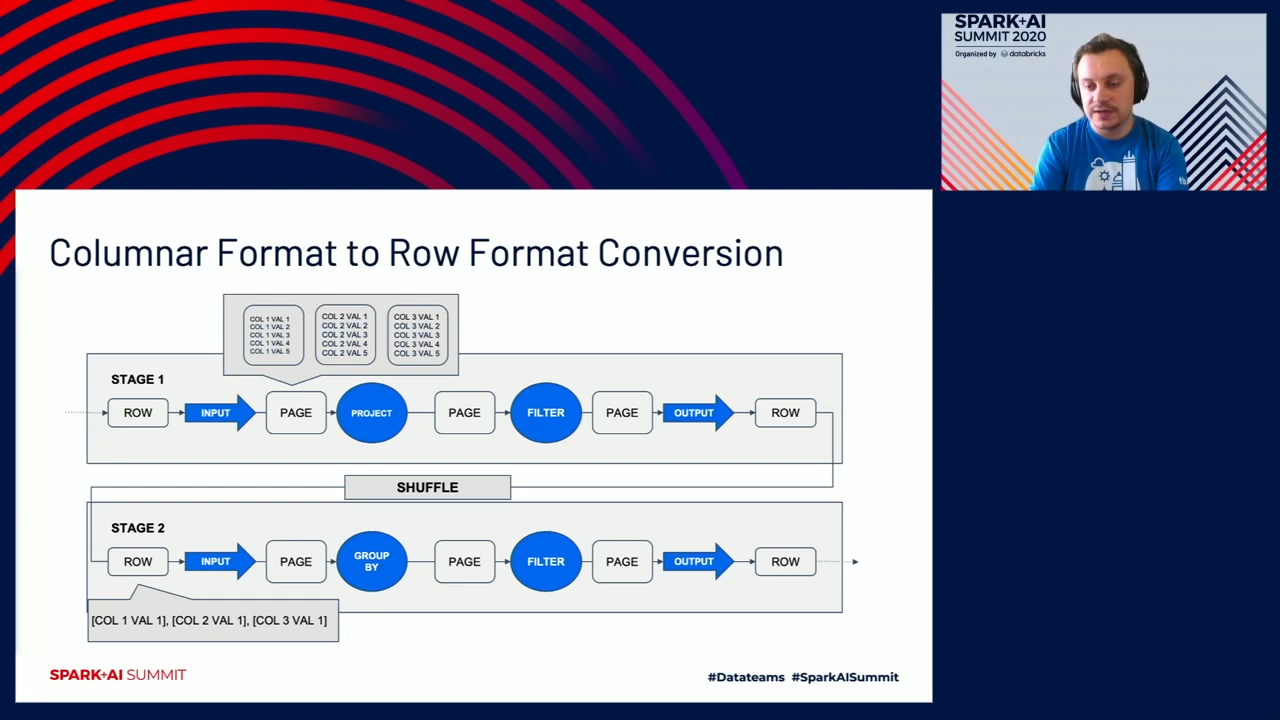 SPARK+AI
SUMMIT 2020
Organized by databricks
Columnar Format to Row Format Conversion
COL 1 VAL 1
COL 1 VAL 2
COL 1 VAL 3
COL 1 VAL 4
COL 1 VAL 5
COL 2 VAL 1
COL 2 VAL 2
COL 2 VAL 3
COL 2 VAL 4
COL 2 VAL 5
COL 3 VAL 1
COL 3 VAL 2
COL 3 VAL 3
COL 3 VAL 4
COL 3 VAL 5
STAGE 1
ROW
INPUT
PAGE
PROJECT
PAGE
FILTER
PAGE
OUTPUT
ROW
SHUFFLE
STAGE 2
ROW
INPUT
PAGE
GROUP
BY
PAGE
FILTER
PAGE
OUTPUT
ROW
[COL 1 VAL 1], [COL 2 VAL 1], [COL 3 VAL 1]
SPARK+AI SUMMIT
#Datateams #SparkAISummit